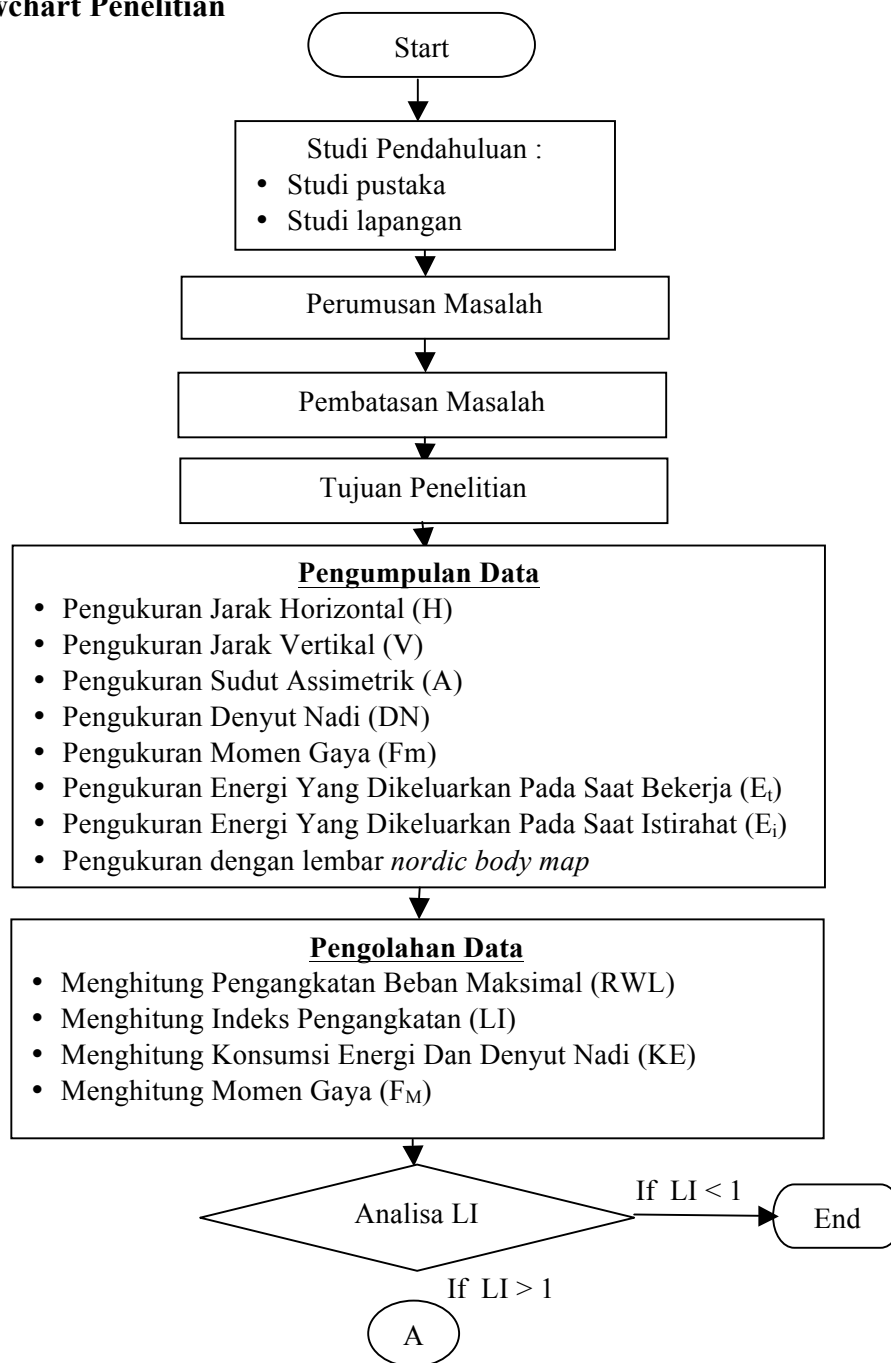 wchart Penelitian
Start
Studi Pendahuluan :
• Studi pustaka
• Studi lapangan
Perumusan Masalah
Pembatasan Masalah
Tujuan Penelitian
Pengumpulan Data
• Pengukuran Jarak Horizontal (H)
• Pengukuran Jarak Vertikal (V)
• Pengukuran Sudut Assimetrik (A)
• Pengukuran Denyut Nadi (DN)
• Pengukuran Momen Gaya (Fm)
• Pengukuran Energi Yang Dikeluarkan Pada Saat Bekerja (Et)
• Pengukuran Energi Yang Dikeluarkan Pada Saat Istirahat (Ei)
• Pengukuran dengan lembar nordic body map
Pengolahan Data
• Menghitung Pengangkatan Beban Maksimal (RWL)
• Menghitung Indeks Pengangkatan (LI)
• Menghitung Konsumsi Energi Dan Denyut Nadi (KE)
• Menghitung Momen Gaya (FM)
Analisa LI
If LI < 1
End
If LI > 1
A